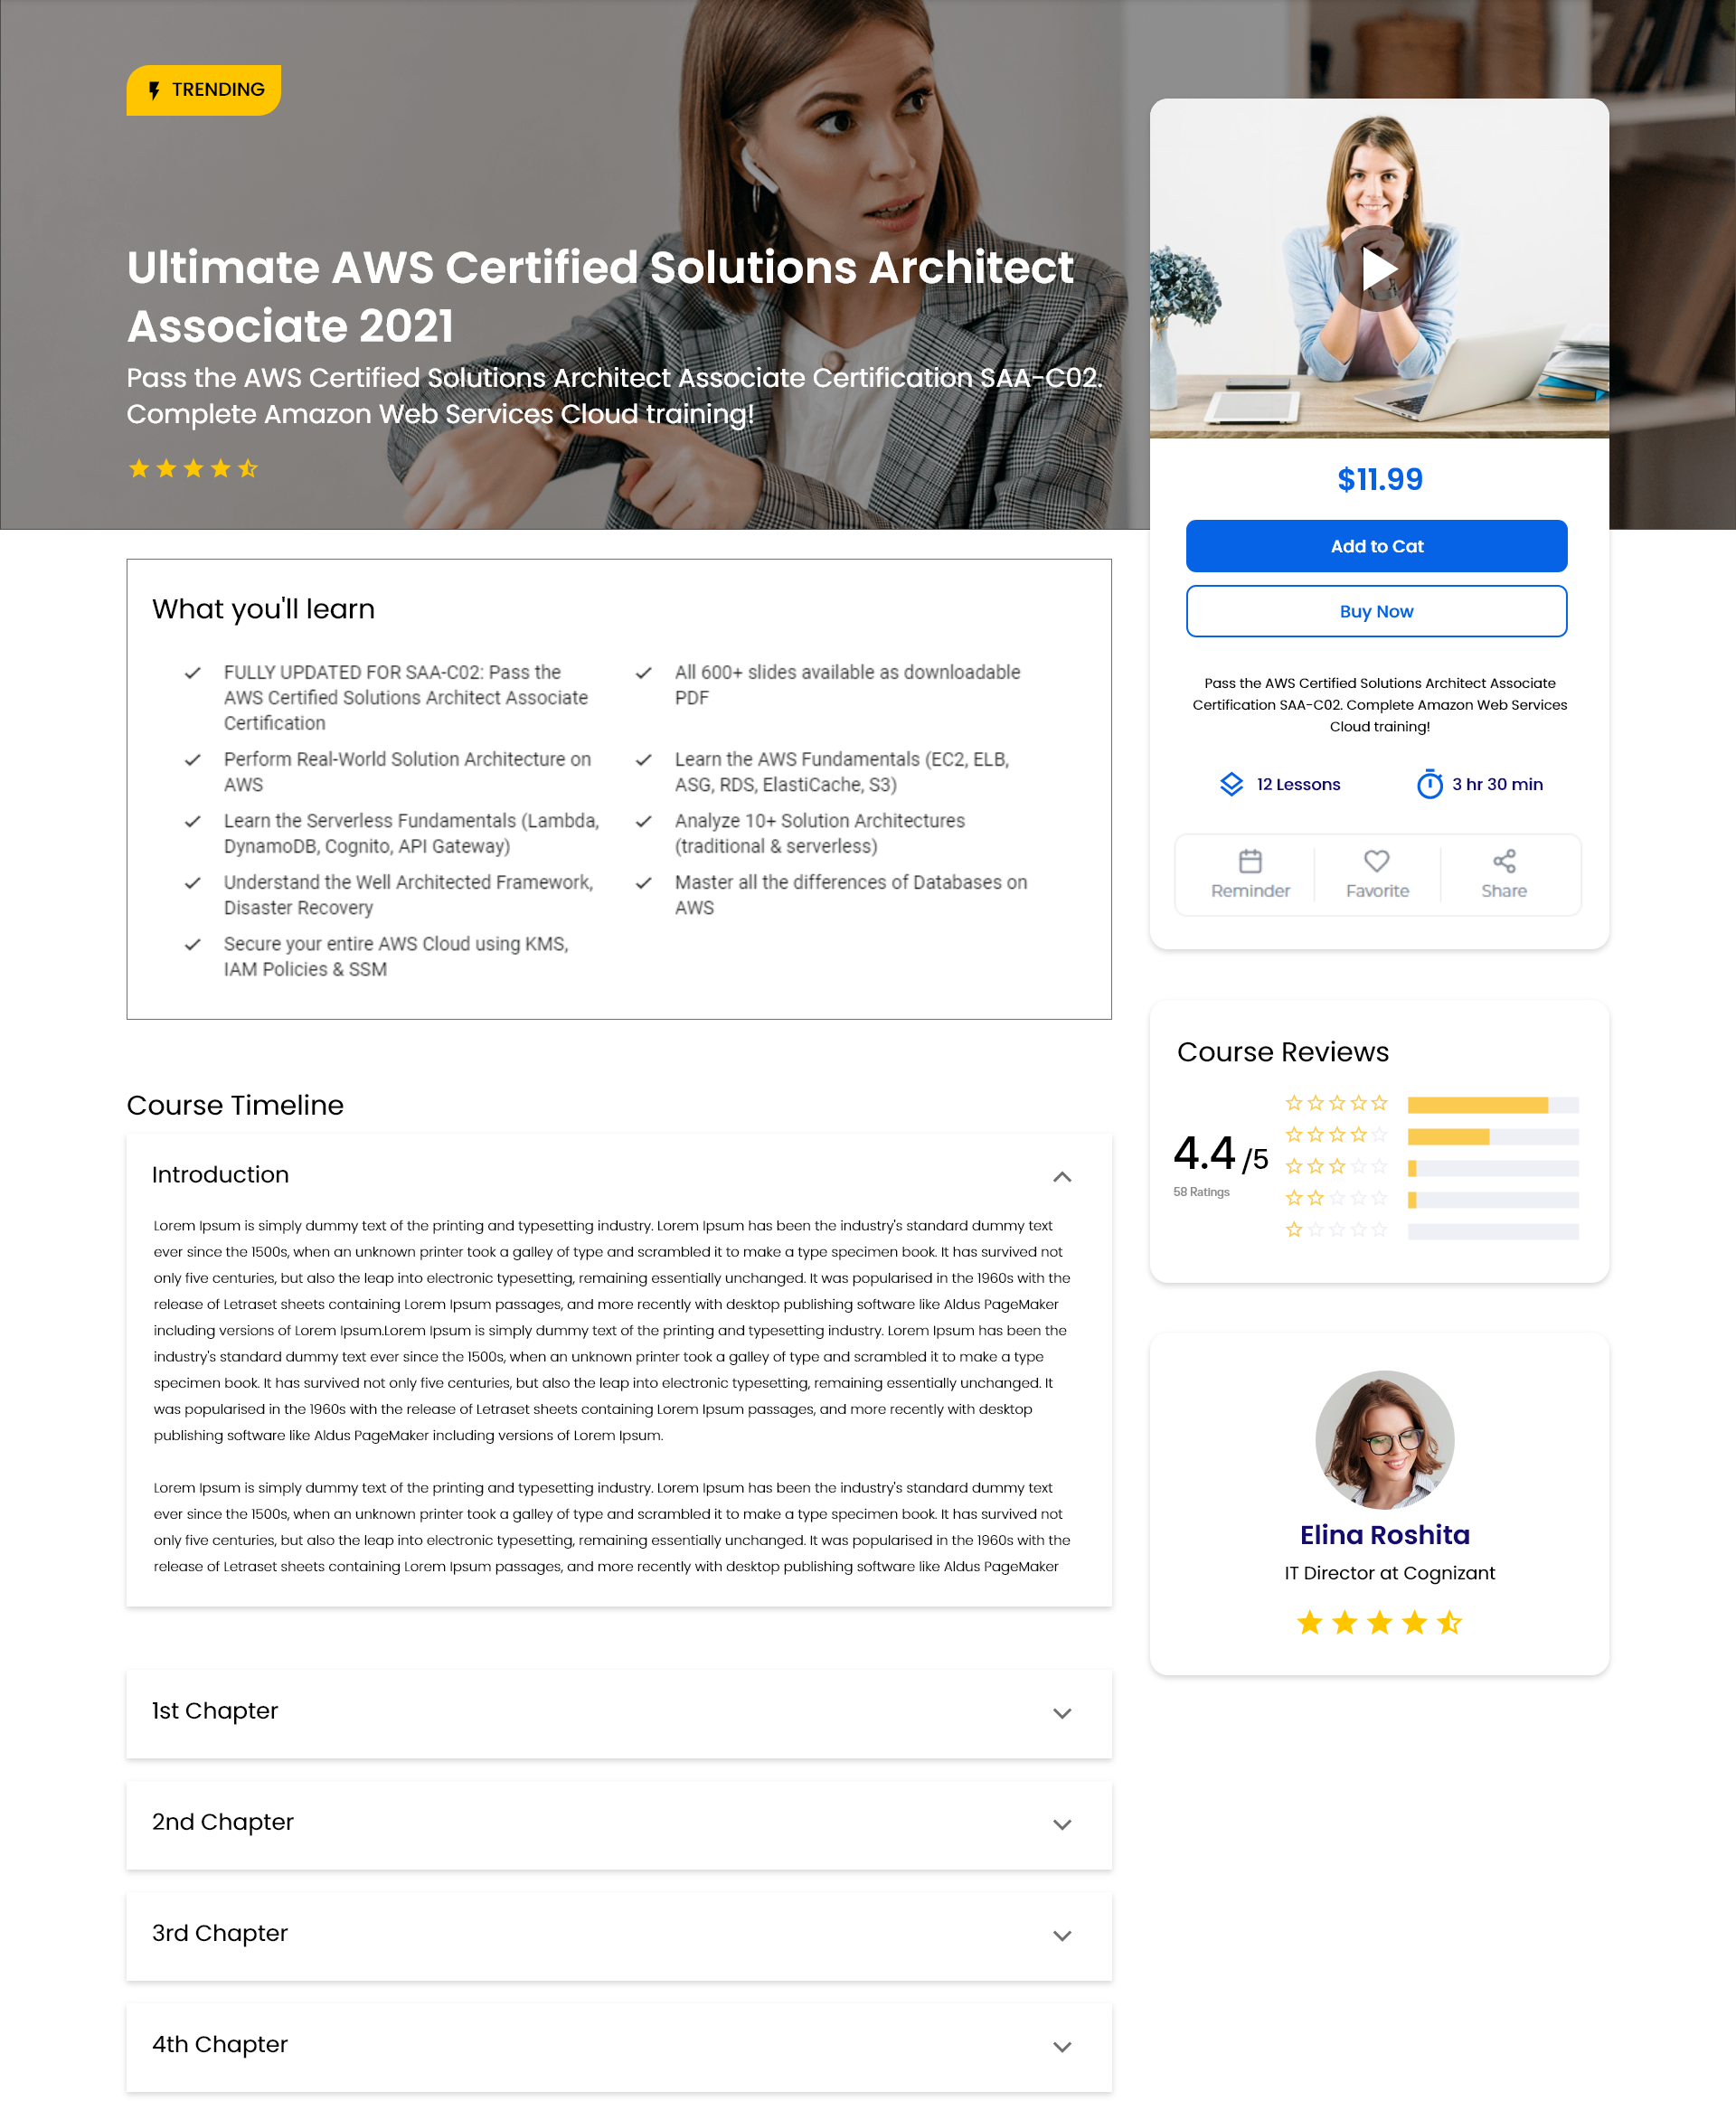 TRENDING
Ultimate AWS Certified Solutions Architect
Associate 2021
Pass the AWS Certified Solutions Architect Associate Certification SAA-C02.
Complete Amazon Web Services Cloud training!
$11.99
Add to Cat
Buy Now
Pass the AWS Certified Solutions Architect Associate
Certification SAA-C02. Complete Amazon Web Services
Cloud training!
12 Lessons
3 hr 30 min
Reminder
Favorite
Share
What you'll learn
FULLY UPDATED FOR SAA-C02: Pass the
AWS Certified Solutions Architect Associate
Certification
All 600+ slides available as downloadable
PDF
Perform Real-World Solution Architecture on
AWS
Learn the AWS Fundamentals (EC2, ELB,
ASG, RDS, ElastiCache, S3)
Learn the Serverless Fundamentals (Lambda,
DynamoDB, Cognito, API Gateway)
Analyze 10+ Solution Architectures
(traditional & serverless)
Understand the Well Architected Framework,
Disaster Recovery
Master all the differences of Databases on
AWS
Secure your entire AWS Cloud using KMS,
IAM Policies & SSM
Course Reviews
4.4 /5
58 Ratings
Course Timeline
Introduction
Lorem Ipsum is simply dummy text of the printing and typesetting industry. Lorem Ipsum has been the industry's standard dummy text
ever since the 1500s, when an unknown printer took a galley of type and scrambled it to make a type specimen book. It has survived not
only five centuries, but also the leap into electronic typesetting, remaining essentially unchanged. It was popularised in the 1960s with the
release of Letraset sheets containing Lorem Ipsum passages, and more recently with desktop publishing software like Aldus PageMaker
including versions of Lorem Ipsum.Lorem Ipsum is simply dummy text of the printing and typesetting industry. Lorem Ipsum has been the
industry's standard dummy text ever since the 1500s, when an unknown printer took a galley of type and scrambled it to make a type
specimen book. It has survived not only five centuries, but also the leap into electronic typesetting, remaining essentially unchanged. It
was popularised in the 1960s with the release of Letraset sheets containing Lorem Ipsum passages, and more recently with desktop
publishing software like Aldus PageMaker including versions of Lorem Ipsum.
Lorem Ipsum is simply dummy text of the printing and typesetting industry. Lorem Ipsum has been the industry's standard dummy text
ever since the 1500s, when an unknown printer took a galley of type and scrambled it to make a type specimen book. It has survived not
only five centuries, but also the leap into electronic typesetting, remaining essentially unchanged. It was popularised in the 1960s with the
release of Letraset sheets containing Lorem Ipsum passages, and more recently with desktop publishing software like Aldus PageMaker
Elina Roshita
IT Director at Cognizant
1st Chapter
2nd Chapter
3rd Chapter
4th Chapter